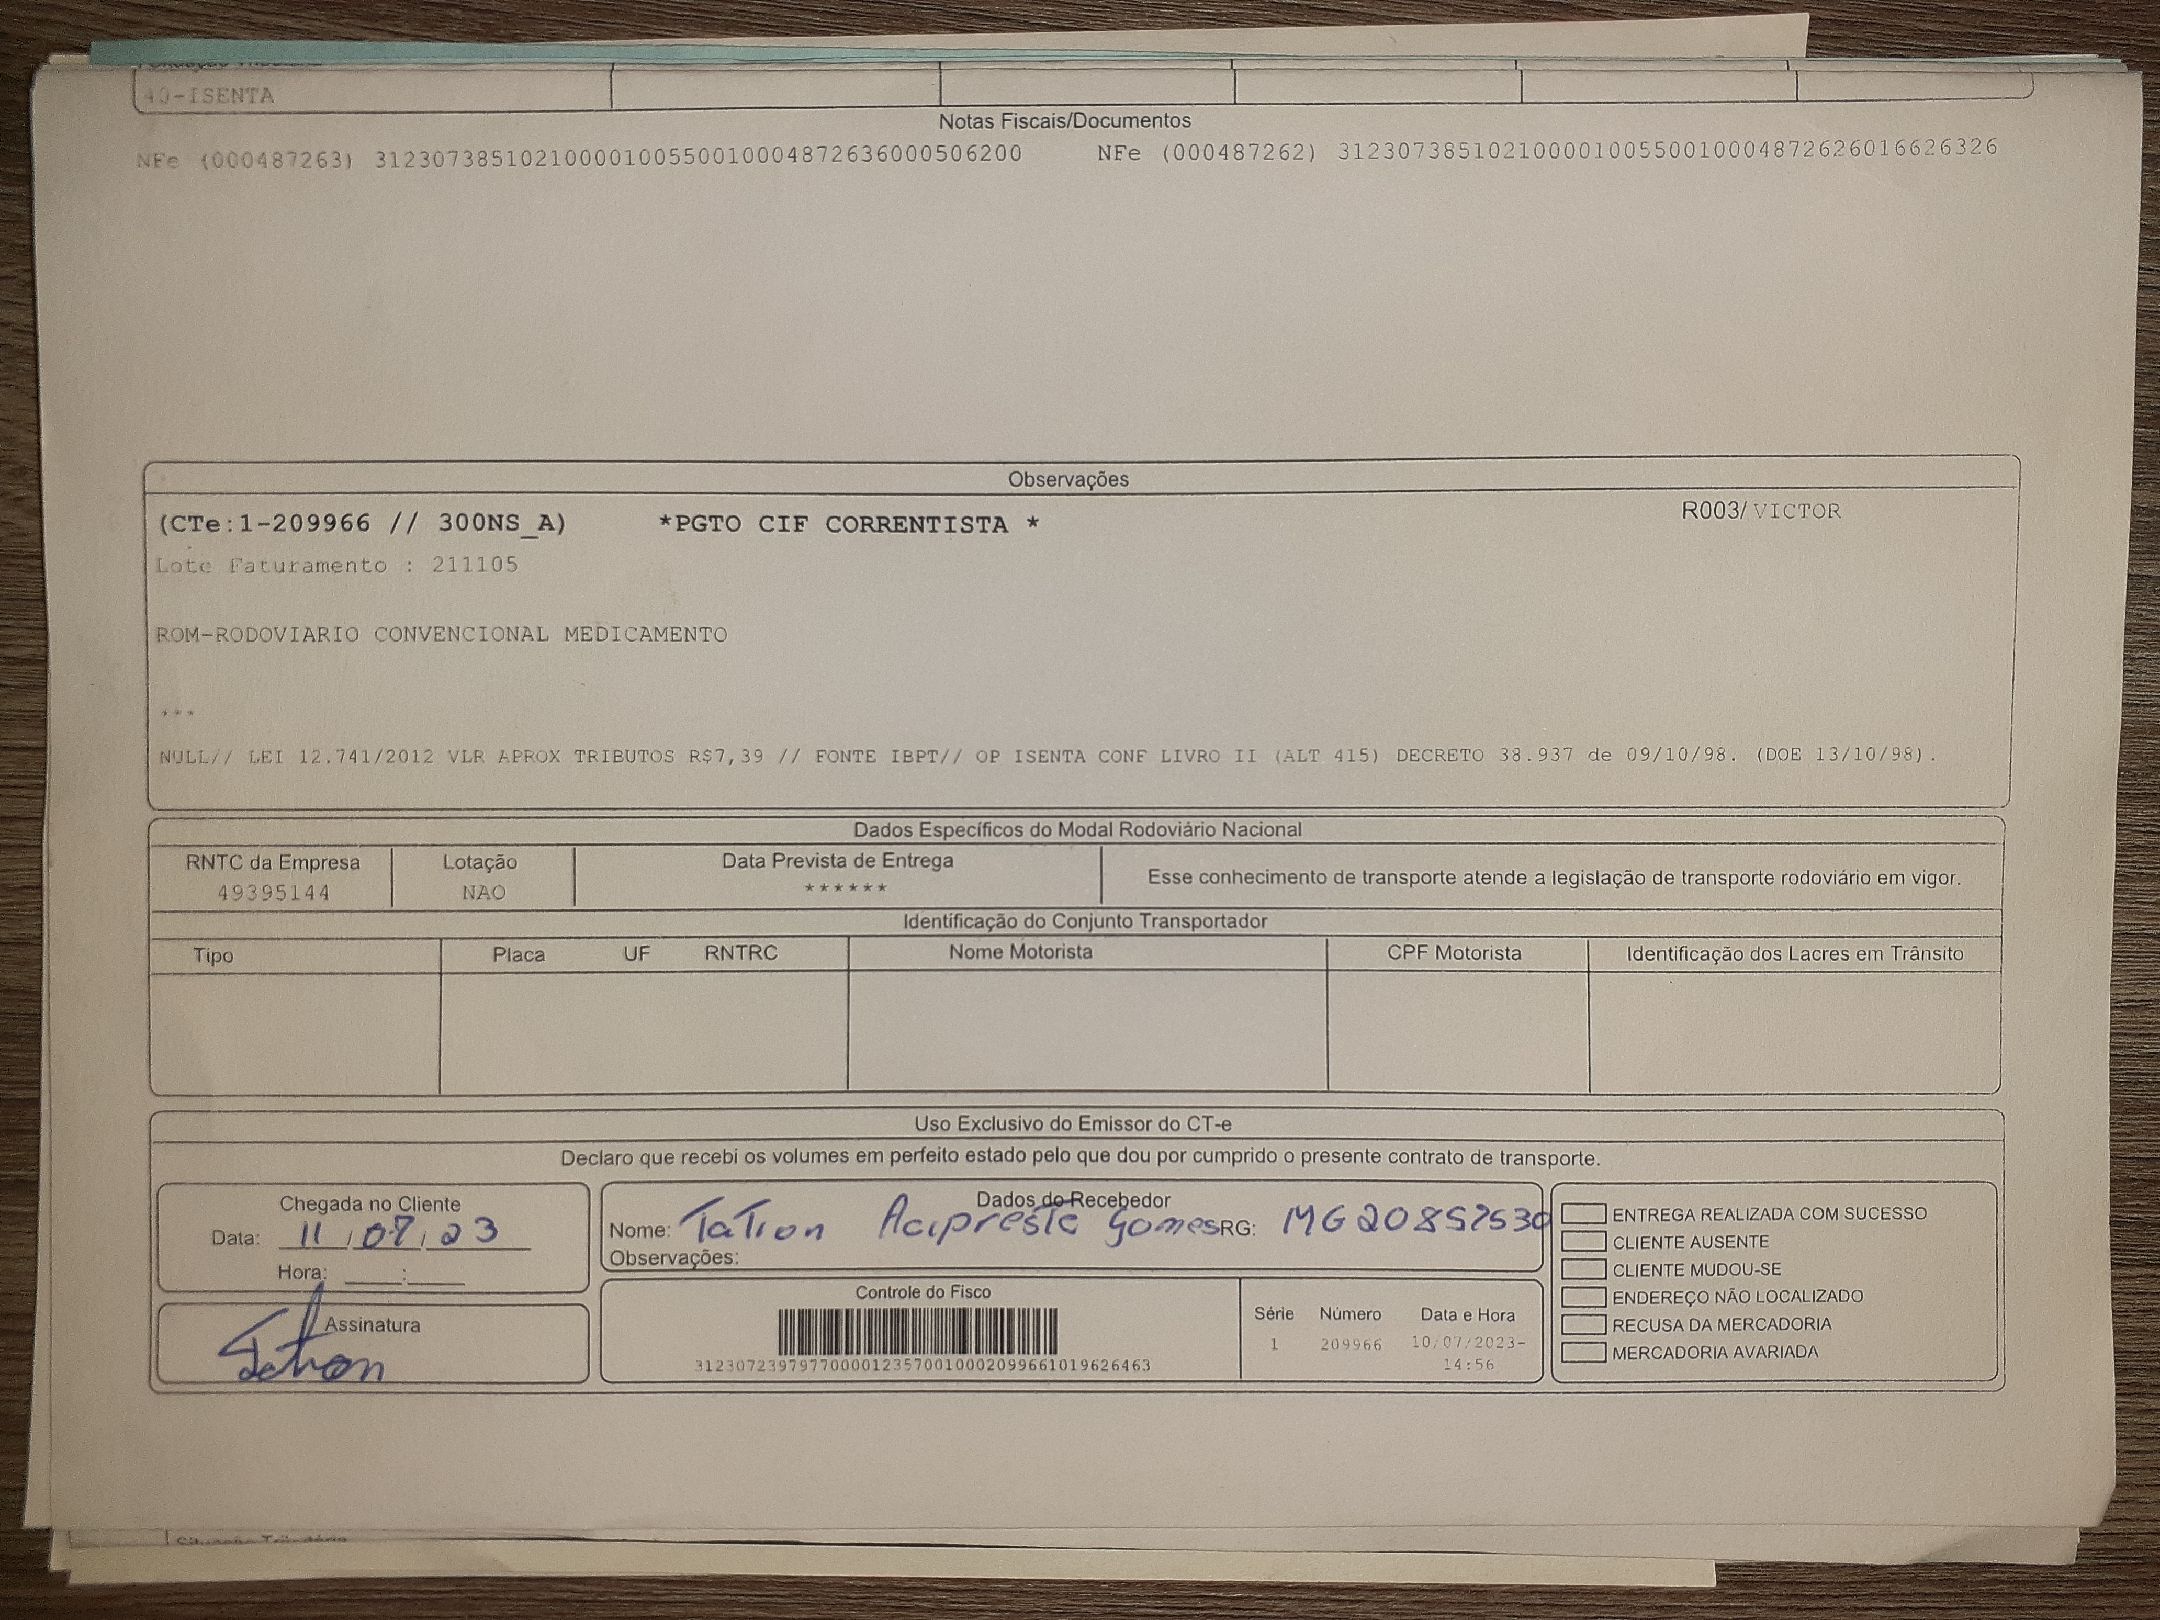 40-ISENTA
Notas Fiscais/Documentos
NFe (000487263) 31230738510210000100550010004872636000506200 NFe (000487262) 31230738510210000100550010004872626016626326
Observações
(CTe:1-209966 // 300NS_A) *PGTO CIF CORRENTISTA * R003/VICTOR
Lote Faturamento : 211105
ROM-RODOVIARIO CONVENCIONAL MEDICAMENTO
***
NULL// LEI 12.741/2012 VLR APROX TRIBUTOS R$7,39 // FONTE IBPT// OP ISENTA CONF LIVRO II (ALT 415) DECRETO 38.937 de 09/10/98. (DOE 13/10/98).
Dados Específicos do Modal Rodoviário Nacional
RNTC da Empresa Lotação Data Prevista de Entrega
49395144 NAO ******
Esse conhecimento de transporte atende a legislação de transporte rodoviário em vigor.
Identificação do Conjunto Transportador
Tipo Placa UF RNTRC Nome Motorista CPF Motorista Identificação dos Lacres em Trânsito
Uso Exclusivo do Emissor do CT-e
Declaro que recebi os volumes em perfeito estado pelo que dou por cumprido o presente contrato de transporte.
Chegada no Cliente
Data: 11/07/23
Hora: :
Assinatura
Dados do Recebedor
Nome: Acipreste Gomes RG: MG20857530
Observações:
Controle do Fisco
31230723979770000123570010002099661019626463
Série Número Data e Hora
1 209966 10/07/2023-
14:56
ENTREGA REALIZADA COM SUCESSO
CLIENTE AUSENTE
CLIENTE MUDOU-SE
ENDEREÇO NÃO LOCALIZADO
RECUSA DA MERCADORIA
MERCADORIA AVARIADA
Situação Tributária